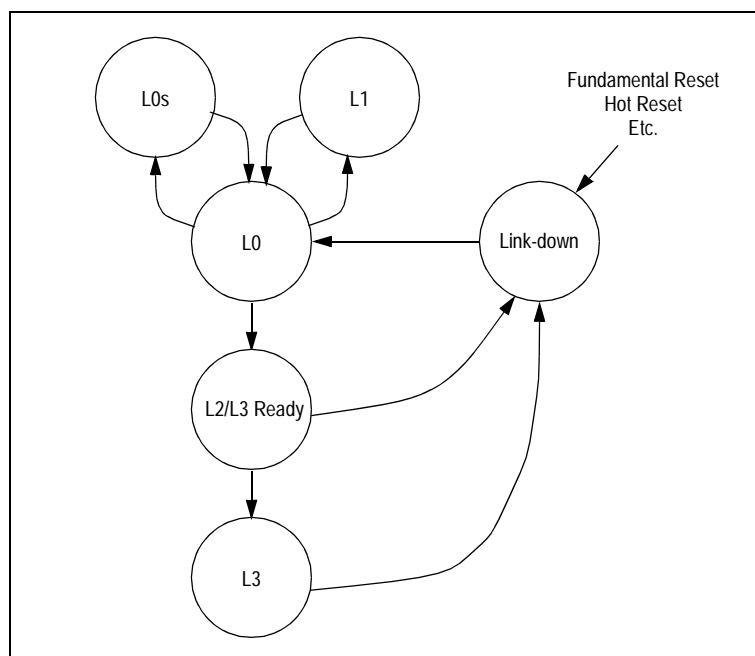 L0s
L1
Fundamental Reset
Hot Reset
Etc.
L0
Link-down
L2/L3 Ready
L3